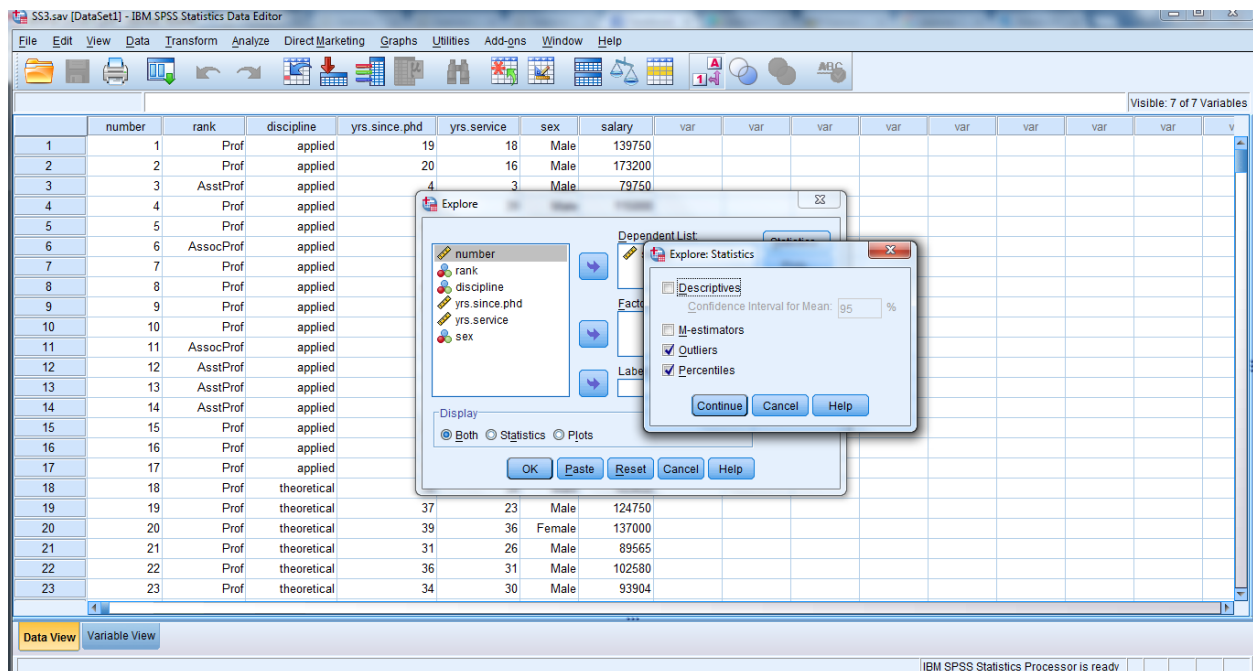 SS3.sav [DataSet1] - IBM SPSS Statistics Data Editor
File Edit View Data Transform Analyze Direct Marketing Graphs Utilities Add-ons Window Help
Visible: 7 of 7 Variables
number rank discipline yrs.since.phd yrs.service sex salary var var var var var var var var v
1 1 Prof applied 19 18 Male 139750
2 2 Prof applied 20 16 Male 173200
3 3 AsstProf applied 4 3 Male 79750
4 4 Prof applied
5 5 Prof applied
6 6 AssocProf applied
7 7 Prof applied
8 8 Prof applied
9 9 Prof applied
10 10 Prof applied
11 11 AssocProf applied
12 12 AsstProf applied
13 13 AsstProf applied
14 14 AsstProf applied
15 15 Prof applied
16 16 Prof applied
17 17 Prof applied
18 18 Prof theoretical
19 19 Prof theoretical 37 23 Male 124750
20 20 Prof theoretical 39 36 Female 137000
21 21 Prof theoretical 31 26 Male 89565
22 22 Prof theoretical 36 31 Male 102580
23 23 Prof theoretical 34 30 Male 93904
Explore
Dependent List:
number
rank
discipline
yrs.since.phd
yrs.service
sex
Display
Both Statistics Plots
OK Paste Reset Cancel Help
Explore: Statistics
Descriptives
Confidence Interval for Mean: 95 %
M-estimators
Outliers
Percentiles
Continue Cancel Help
Data View Variable View
IBM SPSS Statistics Processor is ready